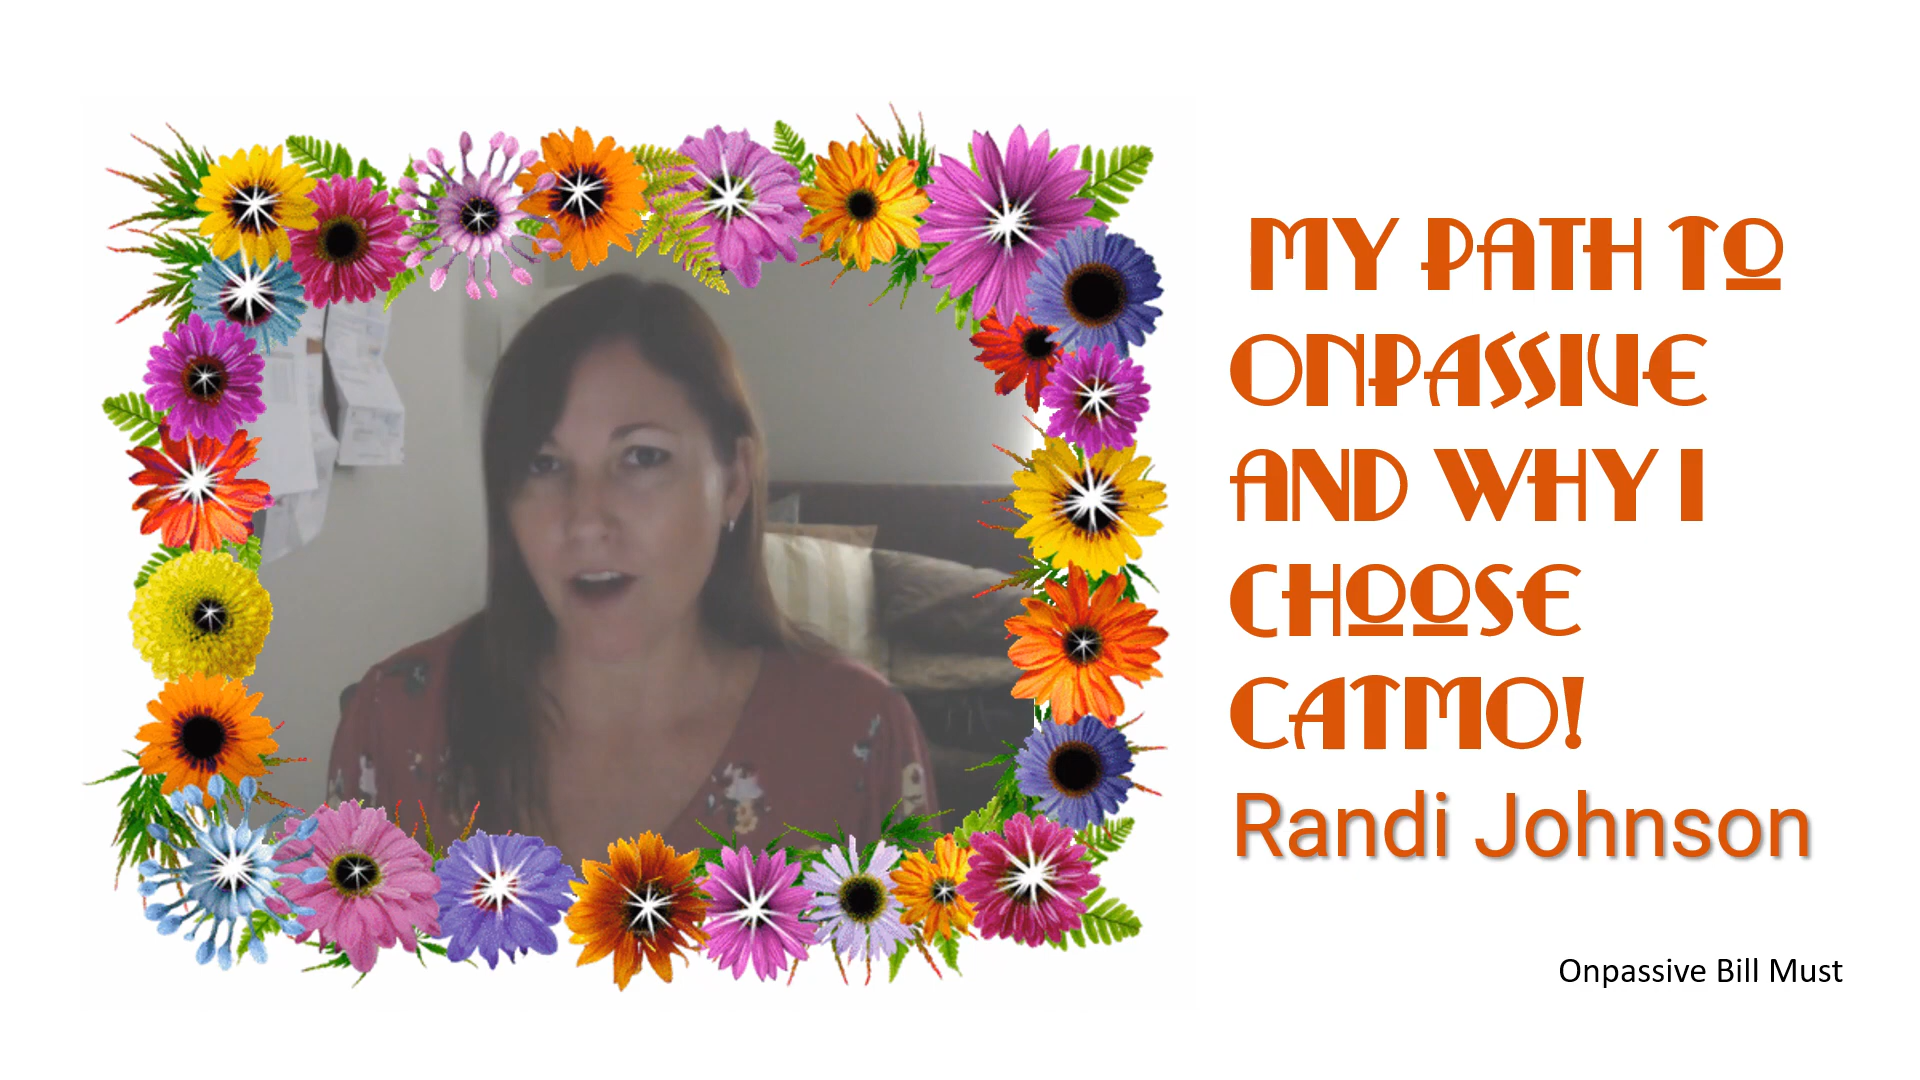 MY PATH TO
ONPASSIVE
AND WHY I
CHOOSE
CATMO!
Randi Johnson
Onpassive Bill Must